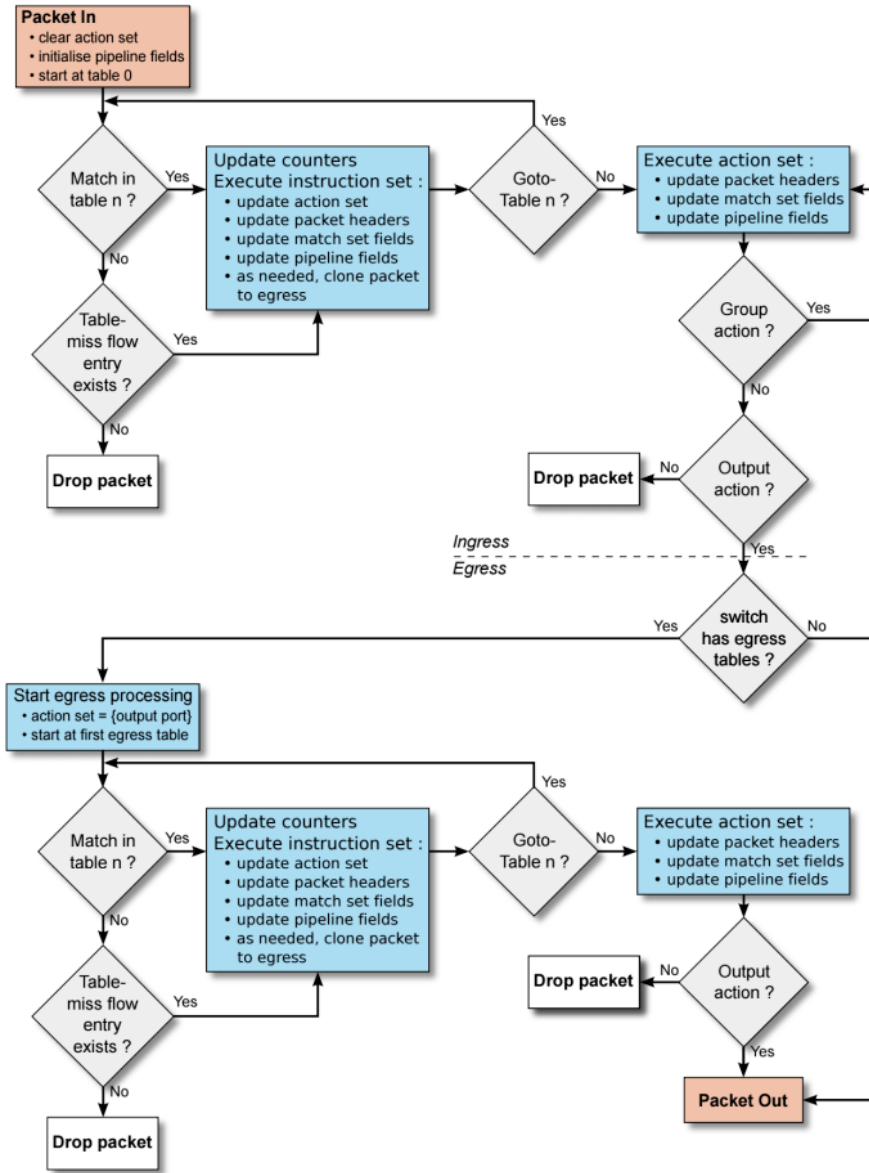 Packet In
• clear action set
• initialise pipeline fields
• start at table 0
Match in
table n ?
Yes
No
Update counters
Execute instruction set :
• update action set
• update packet headers
• update match set fields
• update pipeline fields
• as needed, clone packet
to egress
Goto-
Table n ?
Yes
No
Execute action set :
• update packet headers
• update match set fields
• update pipeline fields
Table-
miss flow
entry
exists ?
Yes
No
Drop packet
Group
action ?
Yes
No
Output
action ?
No
Drop packet
Yes
Ingress
Egress
switch
has egress
tables ?
Yes
No
Start egress processing
• action set = {output port}
• start at first egress table
Match in
table n ?
Yes
No
Update counters
Execute instruction set :
• update action set
• update packet headers
• update match set fields
• update pipeline fields
• as needed, clone packet
to egress
Goto-
Table n ?
Yes
No
Execute action set :
• update packet headers
• update match set fields
• update pipeline fields
Table-
miss flow
entry
exists ?
Yes
No
Drop packet
Output
action ?
No
Drop packet
Yes
Packet Out